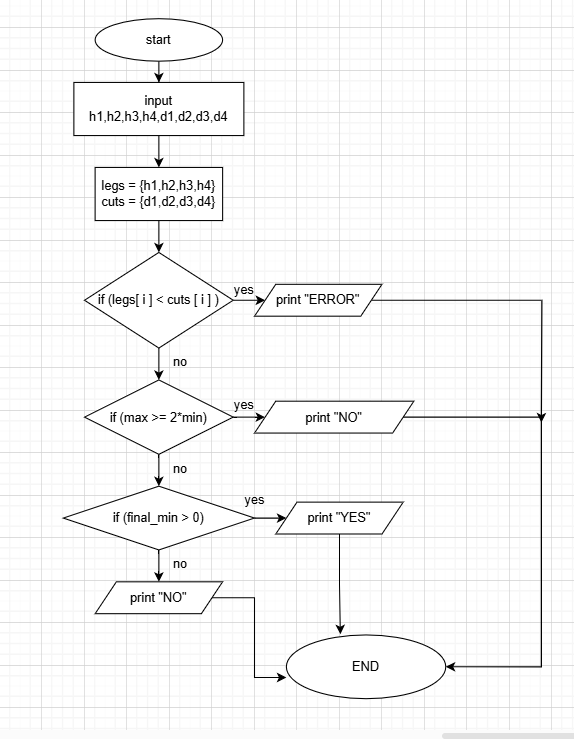 start
input
h1,h2,h3,h4,d1,d2,d3,d4
legs = {h1,h2,h3,h4}
cuts = {d1,d2,d3,d4}
if (legs[ i ] < cuts [ i ] )
yes
print "ERROR"
no
if (max >= 2*min)
yes
print "NO"
no
if (final_min > 0)
yes
print "YES"
no
print "NO"
END